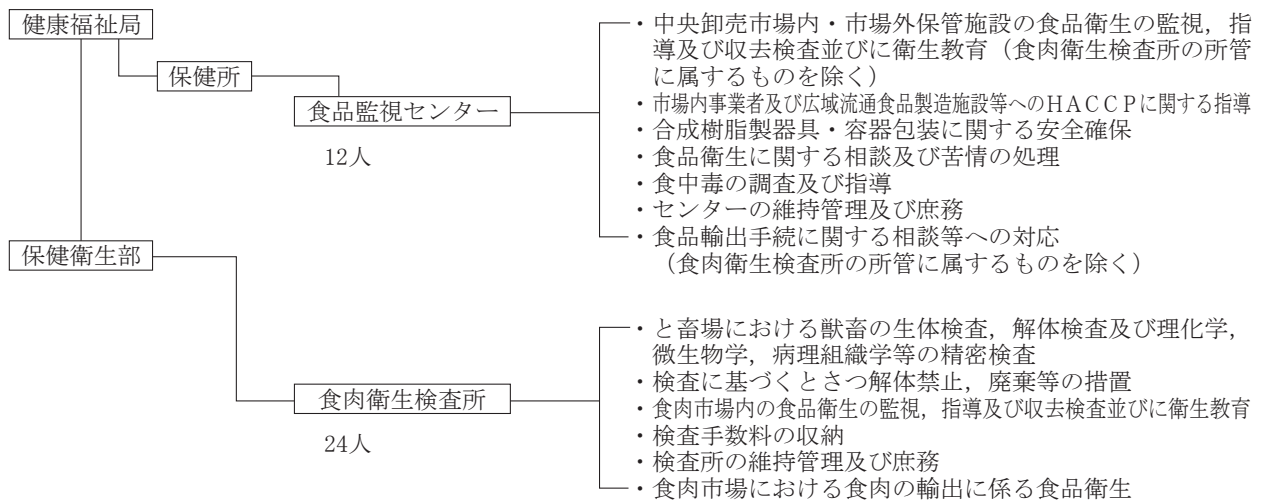 健康福祉局
保健所
食品監視センター
12人
・中央卸売市場内・市場外保管施設の食品衛生の監視，指
導及び収去検査並びに衛生教育（食肉衛生検査所の所管
に属するものを除く）
・市場内事業者及び広域流通食品製造施設等へのＨＡＣＣＰに関する指導
・合成樹脂製器具・容器包装に関する安全確保
・食品衛生に関する相談及び苦情の処理
・食中毒の調査及び指導
・センターの維持管理及び庶務
・食品輸出手続に関する相談等への対応
（食肉衛生検査所の所管に属するものを除く）
保健衛生部
食肉衛生検査所
24人
・と畜場における獣畜の生体検査，解体検査及び理化学，
微生物学，病理組織学等の精密検査
・検査に基づくとさつ解体禁止，廃棄等の措置
・食肉市場内の食品衛生の監視，指導及び収去検査並びに衛生教育
・検査手数料の収納
・検査所の維持管理及び庶務
・食肉市場における食肉の輸出に係る食品衛生